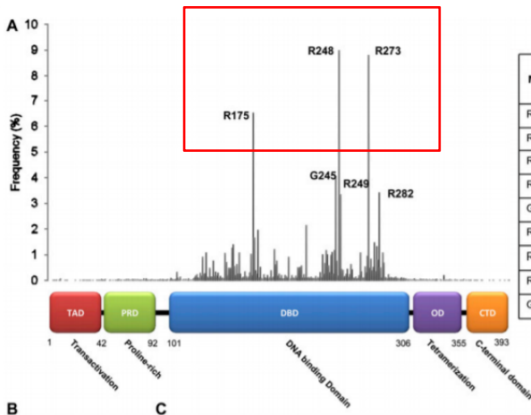 A
Frequency (%)
10
9
8
7
6
5
4
3
2
1
0
R248
R273
R175
G245
R249
R282
TAD
PRD
DBD
OD
CTD
1
42
92
101
306
355
393
Transactivation
Proline-rich
DNA binding Domain
Tetramerization
C-terminal domain
B
C